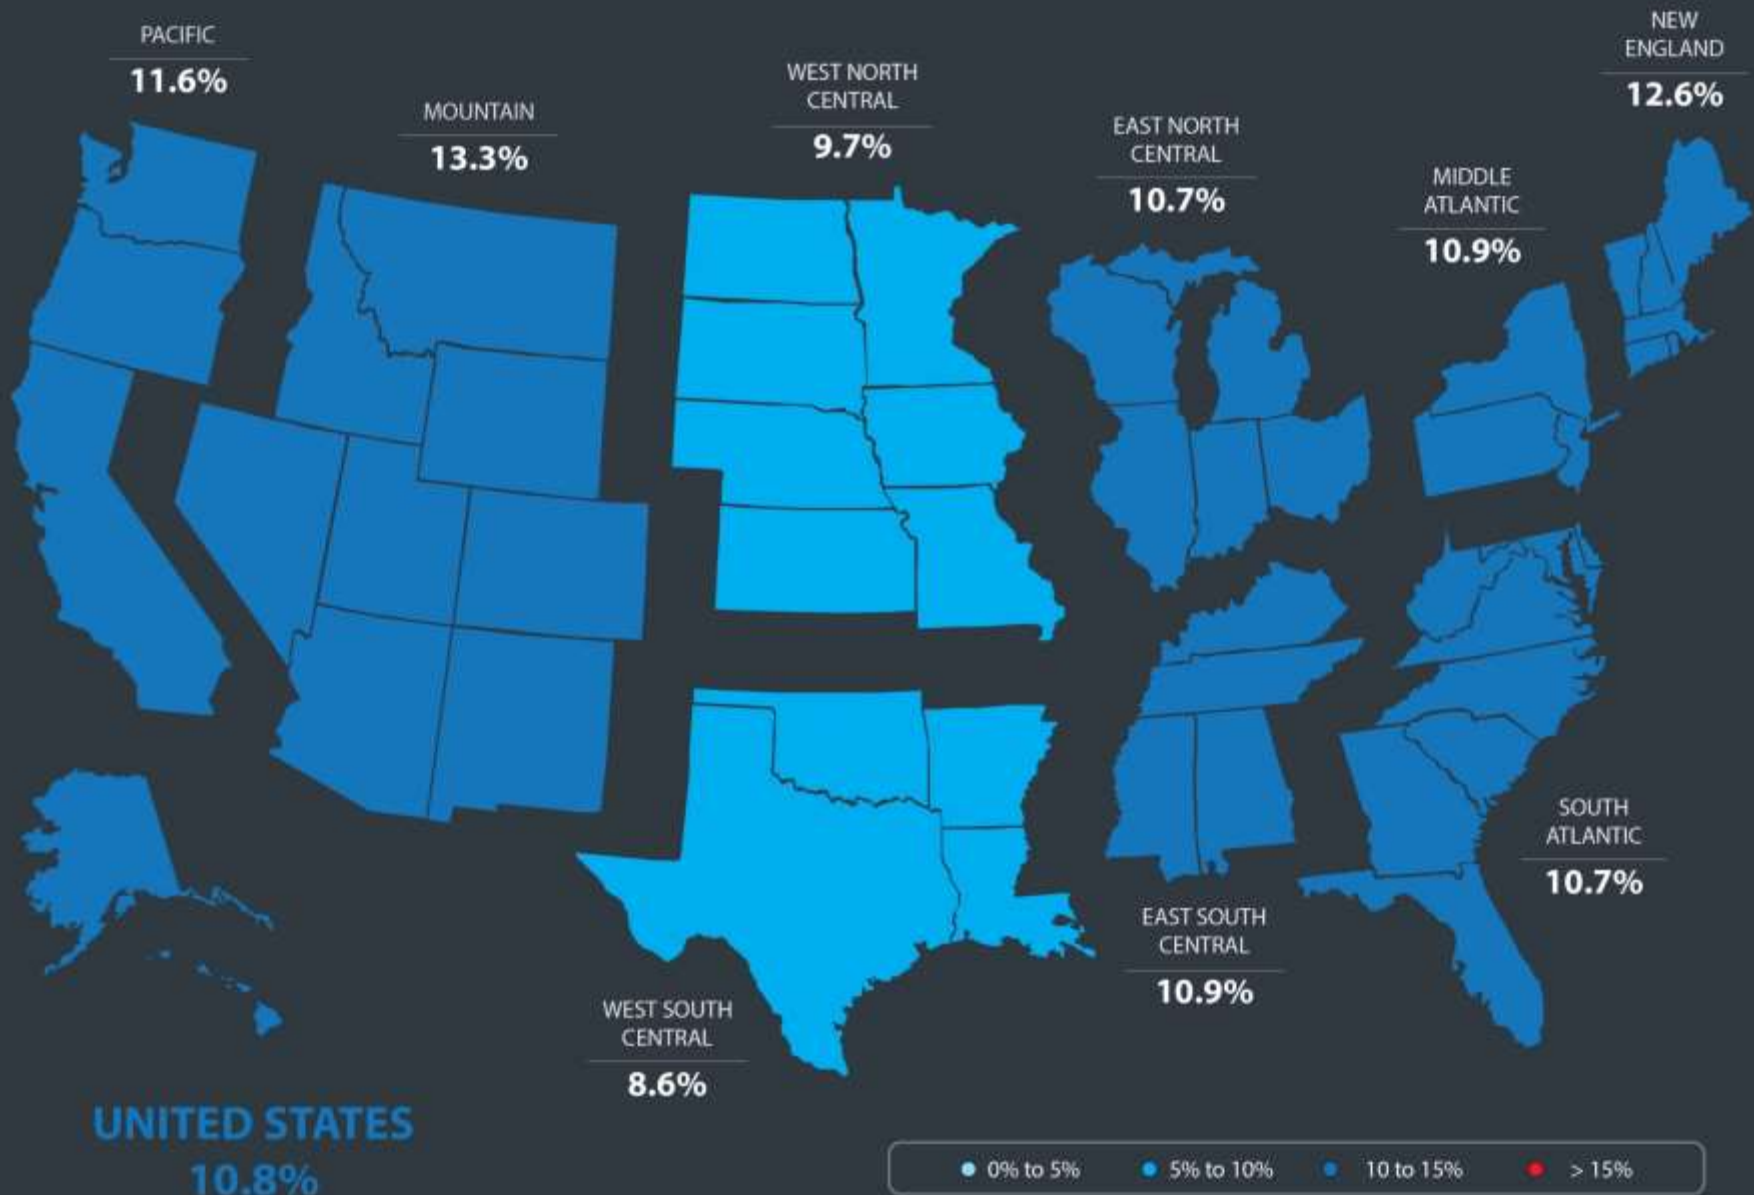 PACIFIC
11.6%
MOUNTAIN
13.3%
WEST NORTH
CENTRAL
9.7%
EAST NORTH
CENTRAL
10.7%
MIDDLE
ATLANTIC
10.9%
NEW
ENGLAND
12.6%
SOUTH
ATLANTIC
10.7%
EAST SOUTH
CENTRAL
10.9%
WEST SOUTH
CENTRAL
8.6%
UNITED STATES
10.8%
0% to 5%
5% to 10%
10 to 15%
> 15%